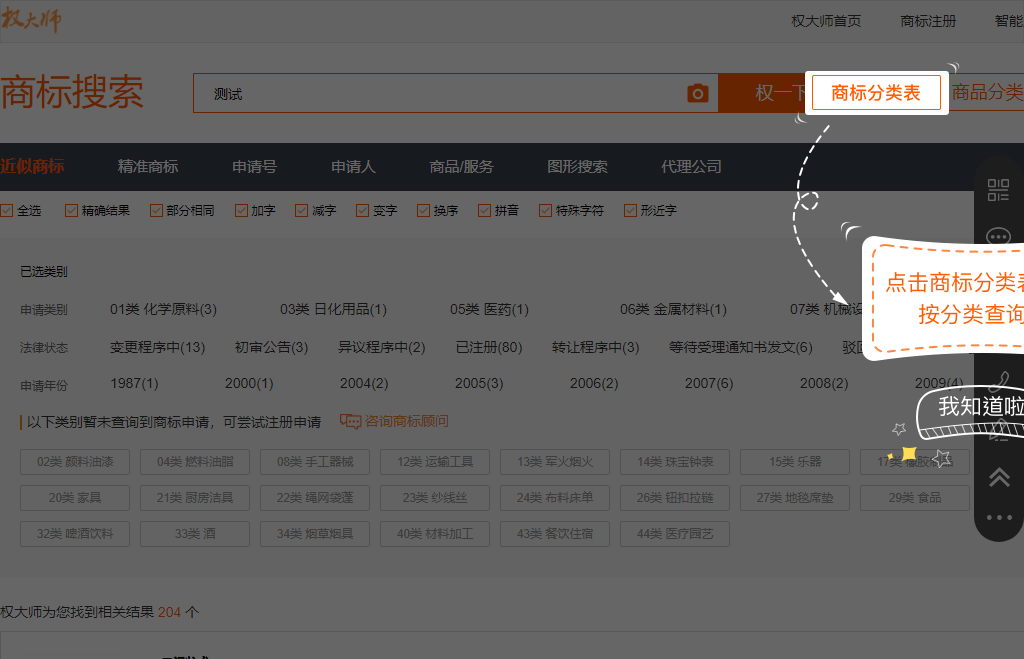 权大师
权大师首页 商标注册 智能
商标搜索 测试 权一下 商标分类表 商品分类
近似商标 精准商标 申请号 申请人 商品/服务 图形搜索 代理公司
全选 精确结果 部分相同 加字 减字 变字 换序 拼音 特殊字符 形近字
已选类别
申请类别 01类 化学原料(3) 03类 日化用品(1) 05类 医药(1) 06类 金属材料(1) 07类 机械设
点击商标分类表
按分类查询
法律状态 变更程序中(13) 初审公告(3) 异议程序中(2) 已注册(80) 转让程序中(3) 等待受理通知书发文(6) 驳回
申请年份 1987(1) 2000(1) 2004(2) 2005(3) 2006(2) 2007(6) 2008(2) 2009(4)
我知道啦
以下类别暂未查询到商标申请，可尝试注册申请 咨询商标顾问
02类 颜料油漆 04类 燃料油脂 08类 手工器械 12类 运输工具 13类 军火烟火 14类 珠宝钟表 15类 乐器 17类 橡胶制品
20类 家具 21类 厨房洁具 22类 绳网袋蓬 23类 纱线丝 24类 布料床单 26类 钮扣拉链 27类 地毯席垫 29类 食品
32类 啤酒饮料 33类 酒 34类 烟草烟具 40类 材料加工 43类 餐饮住宿 44类 医疗园艺
权大师为您找到相关结果 204 个